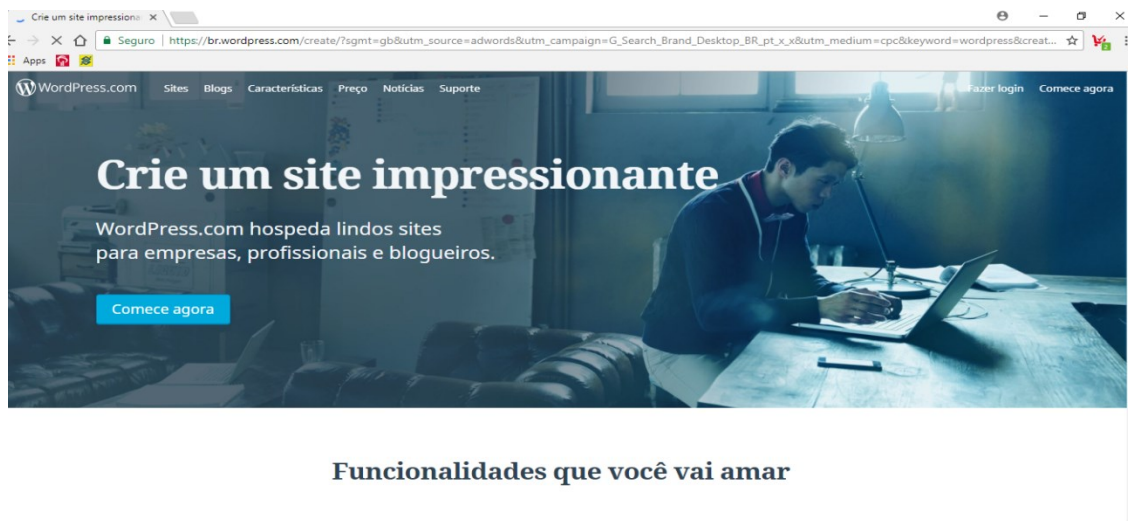 Crie um site impressiona
Seguro | https://br.wordpress.com/create/?sgmt=gb&utm_source=adwords&utm_campaign=G_Search_Brand_Desktop_BR_pt_x_x&utm_medium=cpc&keyword=wordpress&creat...
Apps
WordPress.com Sites Blogs Características Preço Notícias Suporte Fazer login Comece agora
Crie um site impressionante
WordPress.com hospeda lindos sites
para empresas, profissionais e blogueiros.
Comece agora
Funcionalidades que você vai amar